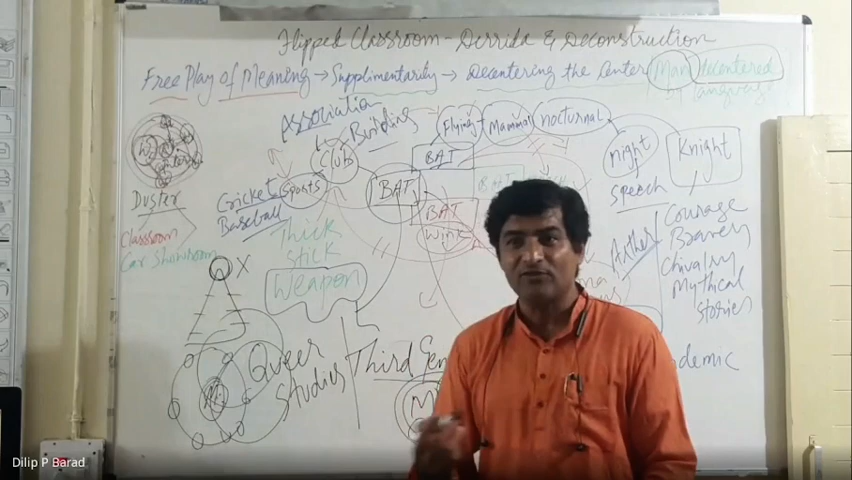 Flipped Classroom - Derrida & Deconstruction
Free Play of Meaning → Supplimentarity → Decentering the Center Man decentered
by language
Association
Building
Flying Mammal nocturnal
Club
BAT
night Knight
Cricket Sports
BAT
speech
Baseball
BAT
Wink
Duster
Classroom
Car Showroom
Thick
Stick
Weapon
X
Courage
Bravery
Chivalry
Mythical
Stories
Queer
Studies
Third Gen
demic
Dilip P Barad